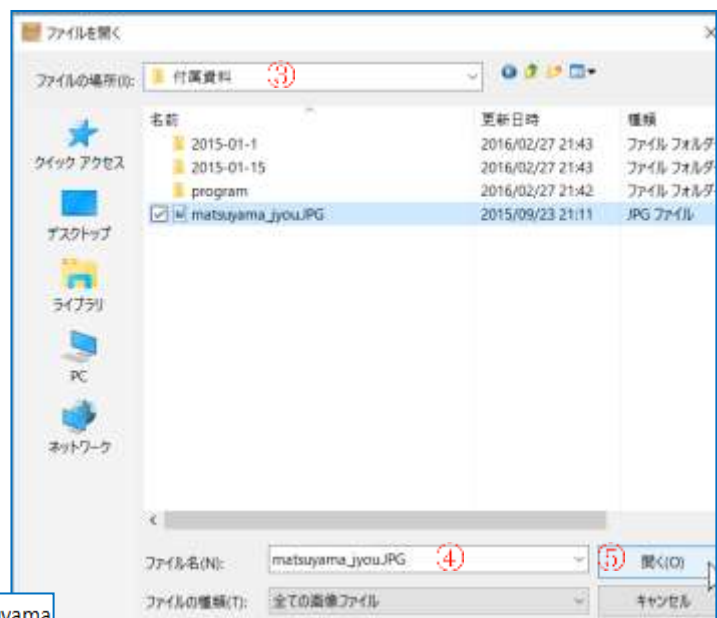 ファイルを開く
ファイルの場所(I): 付属資料 ③
名前 更新日時 種類
2015-01-1 2016/02/27 21:43 ファイル フォルダ
2015-01-15 2016/02/27 21:43 ファイル フォルダ
program 2016/02/27 21:42 ファイル フォルダ
matsuyama_jyou.JPG 2015/09/23 21:11 JPG ファイル
クイック アクセス
デスクトップ
ライブラリ
PC
ネットワーク
ファイル名(N): matsuyama_jyou.JPG ④ ⑤ 開く(O)
ファイルの種類(T): 全ての画像ファイル キャンセル